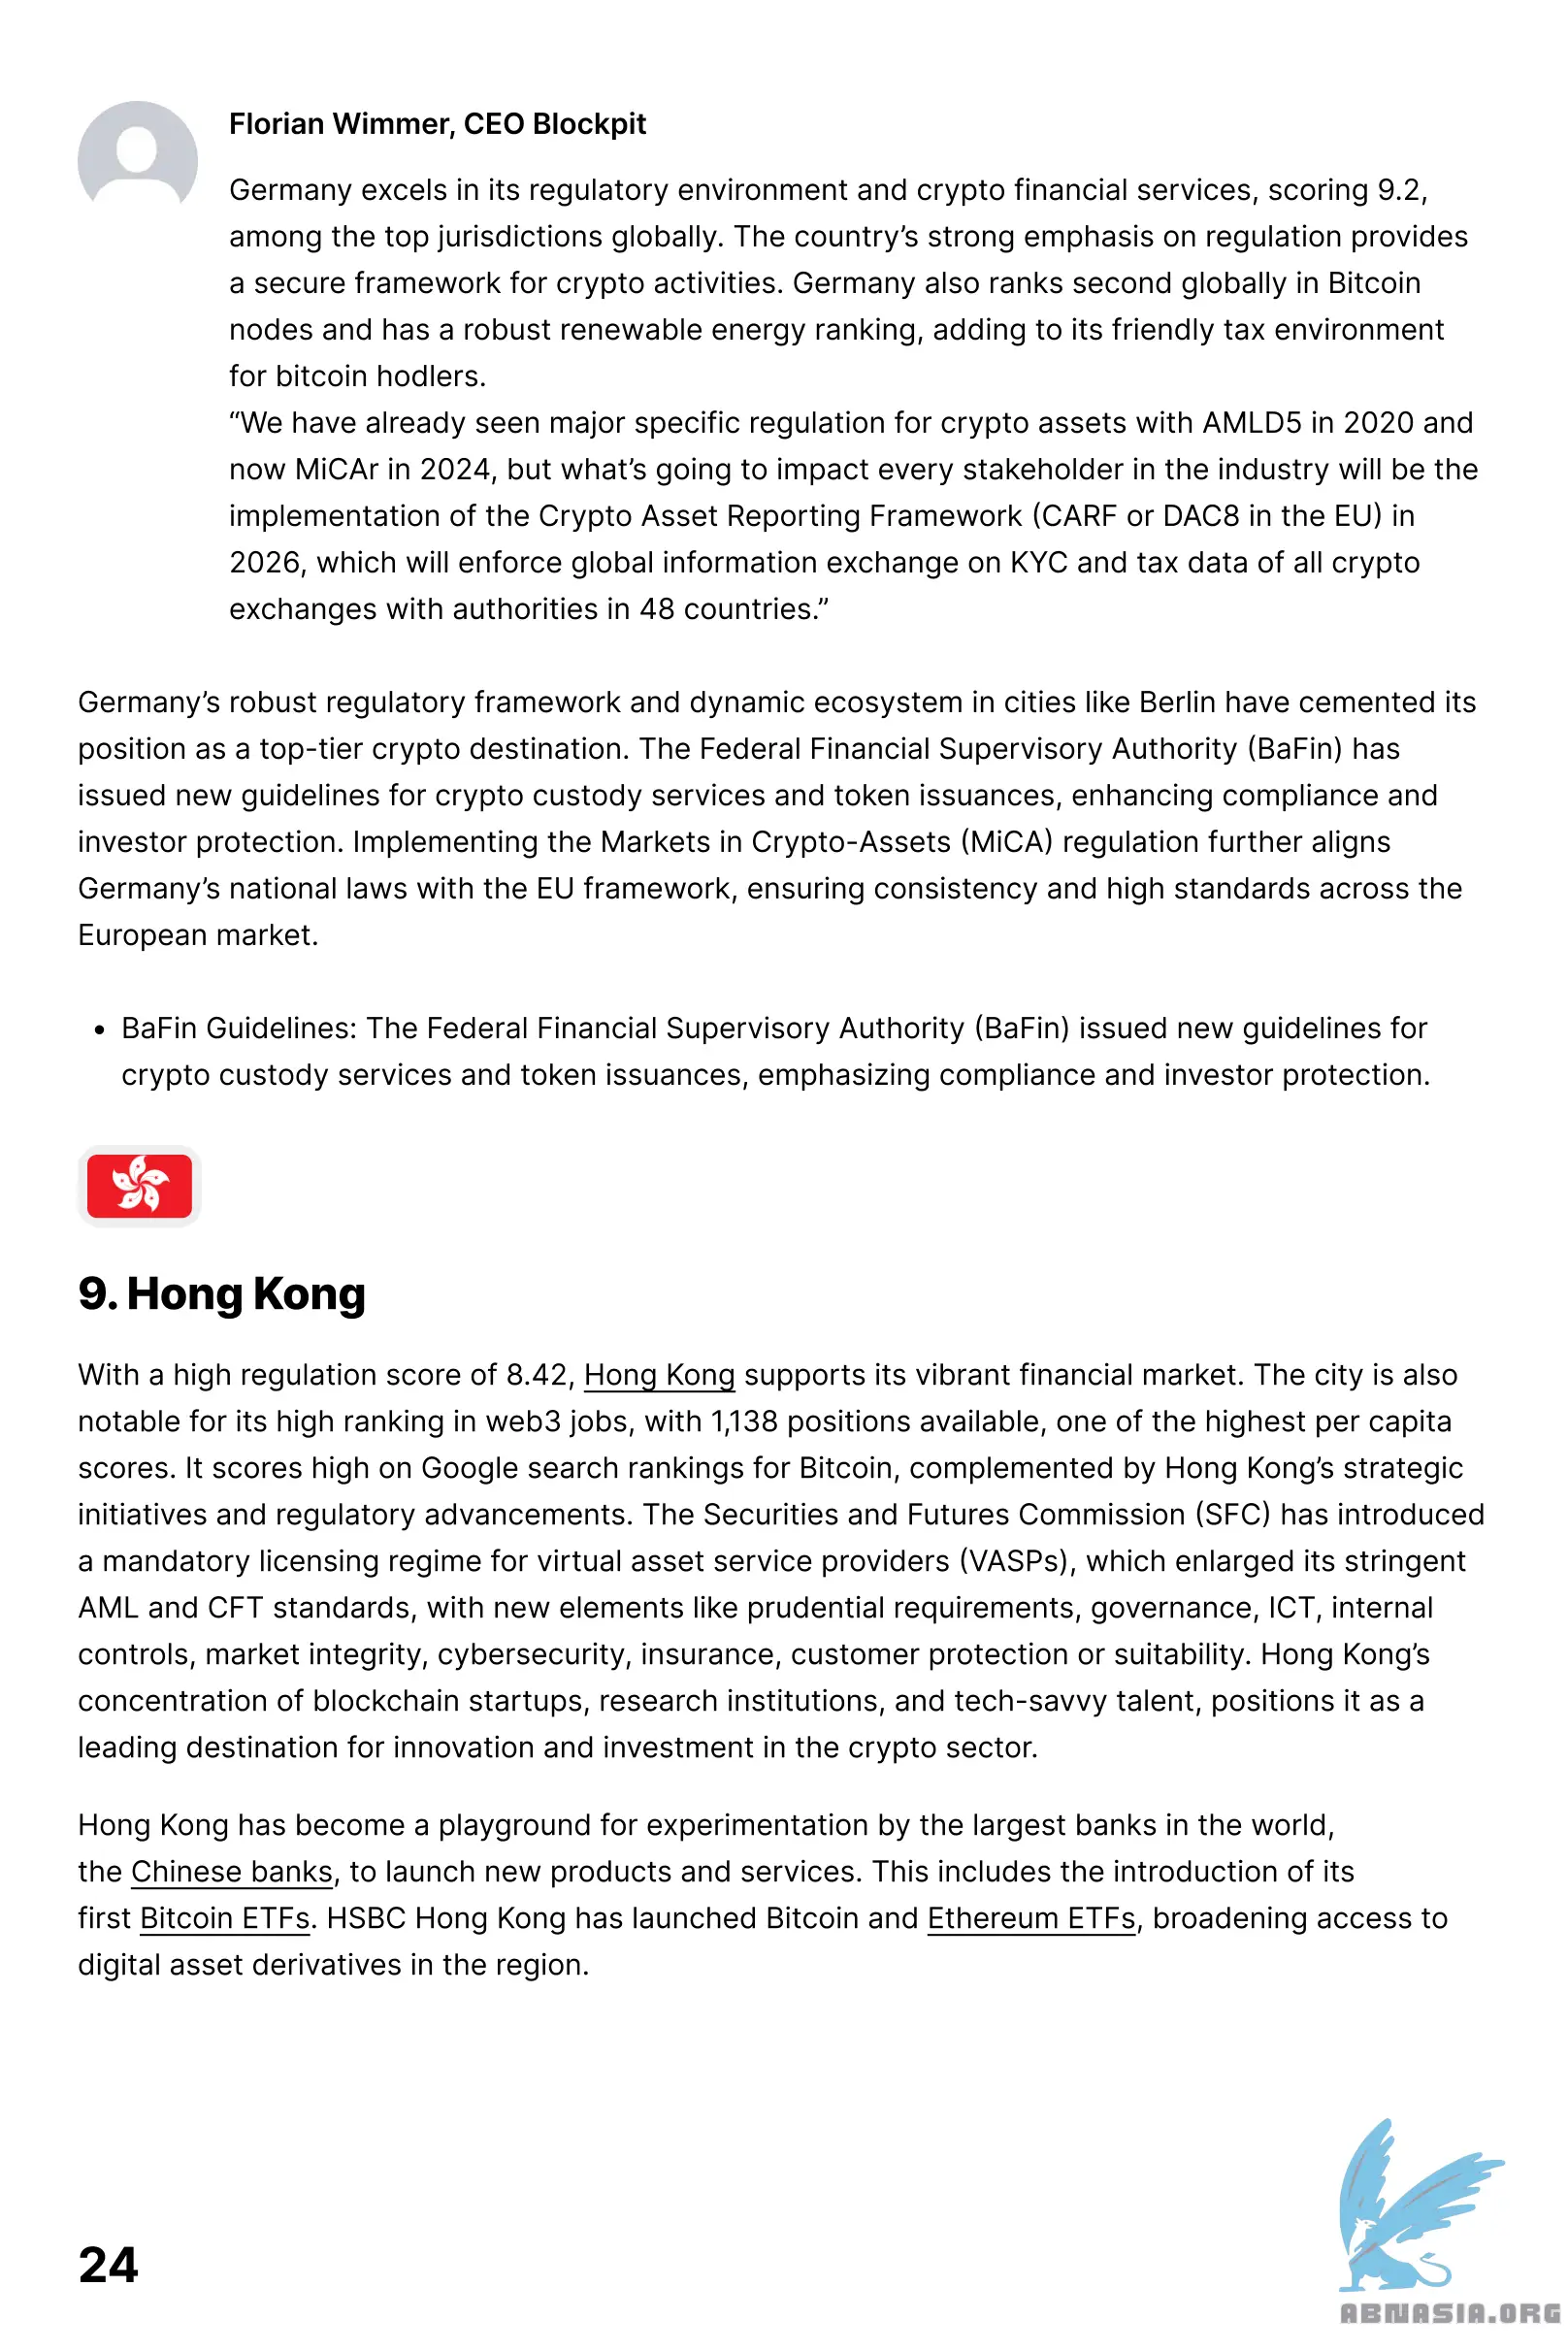 Florian Wimmer, CEO Blockpit
Germany excels in its regulatory environment and crypto financial services, scoring 9.2,
among the top jurisdictions globally. The country’s strong emphasis on regulation provides
a secure framework for crypto activities. Germany also ranks second globally in Bitcoin
nodes and has a robust renewable energy ranking, adding to its friendly tax environment
for bitcoin hodlers.
“We have already seen major specific regulation for crypto assets with AMLD5 in 2020 and
now MiCAr in 2024, but what’s going to impact every stakeholder in the industry will be the
implementation of the Crypto Asset Reporting Framework (CARF or DAC8 in the EU) in
2026, which will enforce global information exchange on KYC and tax data of all crypto
exchanges with authorities in 48 countries.”
Germany’s robust regulatory framework and dynamic ecosystem in cities like Berlin have cemented its
position as a top-tier crypto destination. The Federal Financial Supervisory Authority (BaFin) has
issued new guidelines for crypto custody services and token issuances, enhancing compliance and
investor protection. Implementing the Markets in Crypto-Assets (MiCA) regulation further aligns
Germany’s national laws with the EU framework, ensuring consistency and high standards across the
European market.
• BaFin Guidelines: The Federal Financial Supervisory Authority (BaFin) issued new guidelines for
crypto custody services and token issuances, emphasizing compliance and investor protection.
9. Hong Kong
With a high regulation score of 8.42, Hong Kong supports its vibrant financial market. The city is also
notable for its high ranking in web3 jobs, with 1,138 positions available, one of the highest per capita
scores. It scores high on Google search rankings for Bitcoin, complemented by Hong Kong’s strategic
initiatives and regulatory advancements. The Securities and Futures Commission (SFC) has introduced
a mandatory licensing regime for virtual asset service providers (VASPs), which enlarged its stringent
AML and CFT standards, with new elements like prudential requirements, governance, ICT, internal
controls, market integrity, cybersecurity, insurance, customer protection or suitability. Hong Kong’s
concentration of blockchain startups, research institutions, and tech-savvy talent, positions it as a
leading destination for innovation and investment in the crypto sector.
Hong Kong has become a playground for experimentation by the largest banks in the world,
the Chinese banks, to launch new products and services. This includes the introduction of its
first Bitcoin ETFs. HSBC Hong Kong has launched Bitcoin and Ethereum ETFs, broadening access to
digital asset derivatives in the region.
24
ABNASIA.ORG